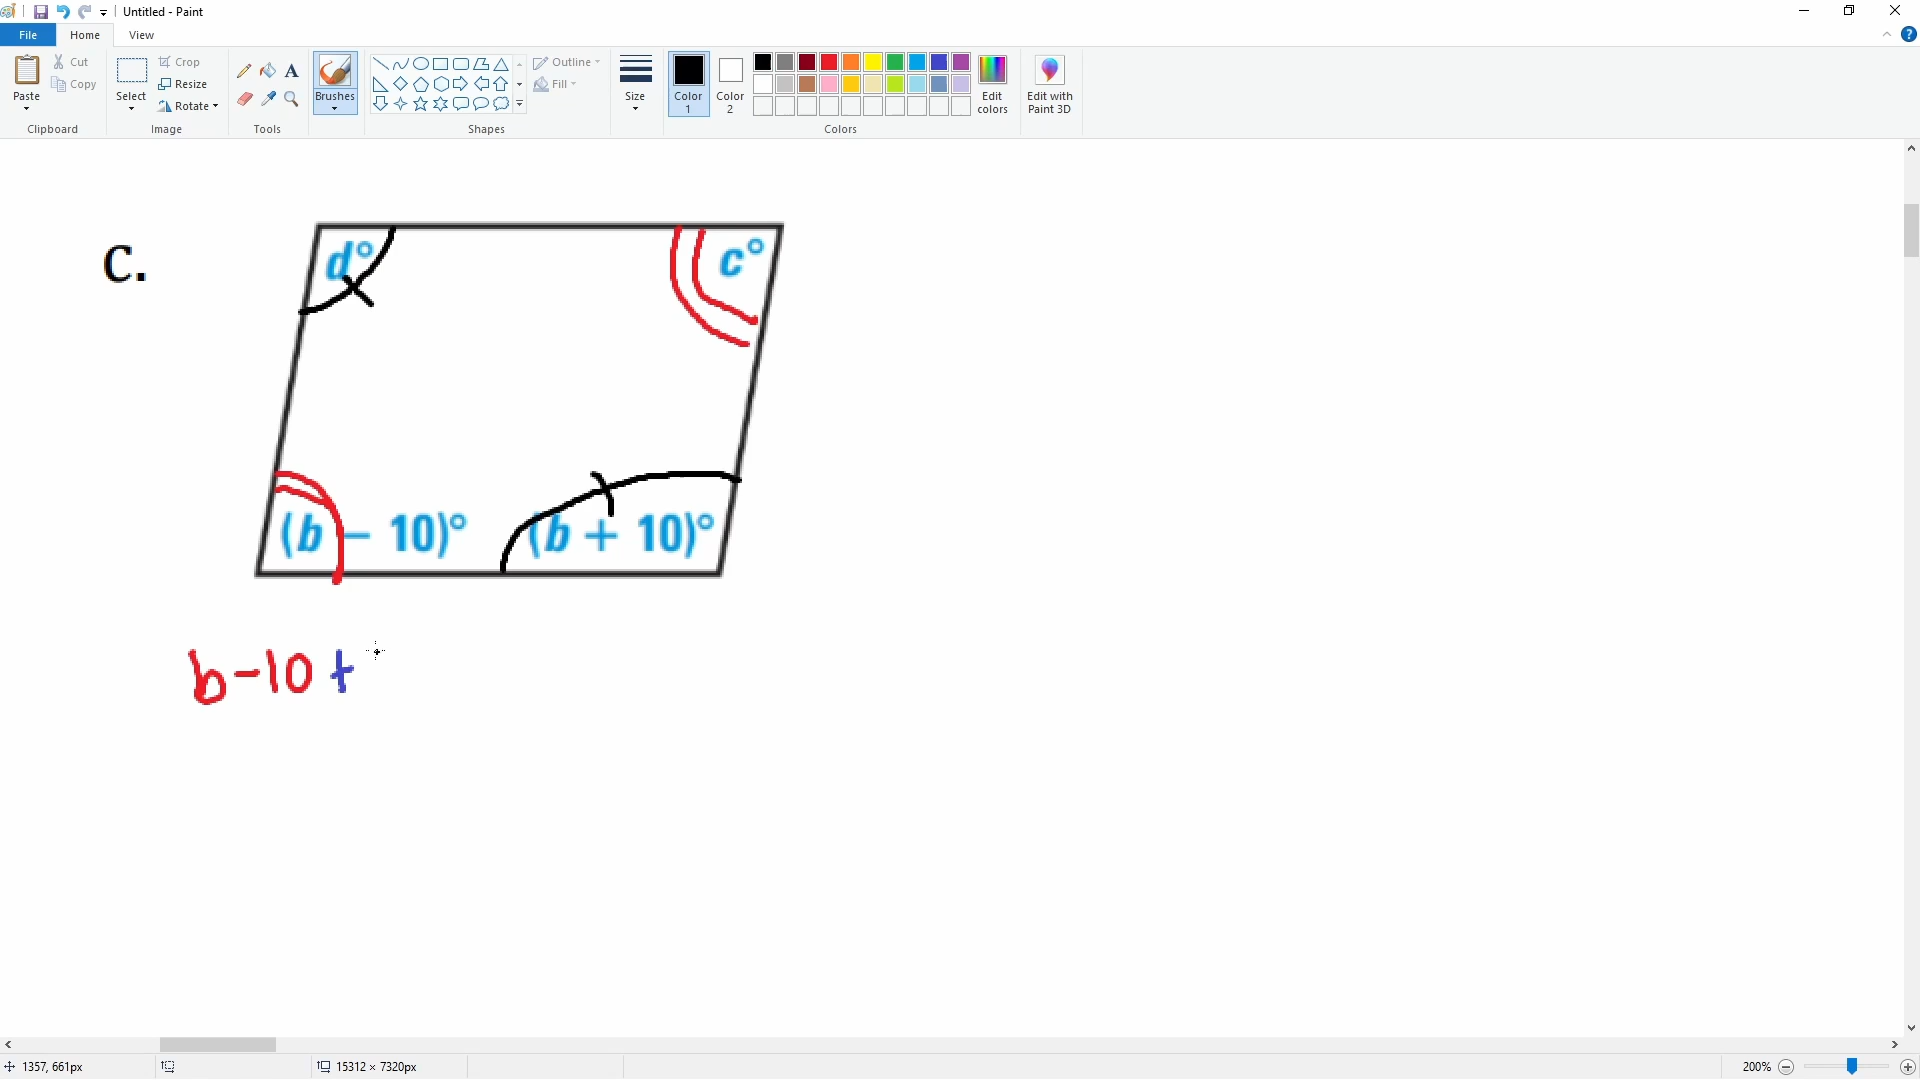 Untitled - Paint
File Home View
Paste
Cut
Copy
Clipboard
Select
Crop
Resize
Rotate
Image
A
Tools
Brushes
Shapes
Outline
Fill
Size
Color 1
Color 2
Colors
Edit colors
Edit with Paint 3D
?
C.
d°
c°
(b − 10)°
(b + 10)°
b-10 +
1357, 661px
15312 × 7320px
200%